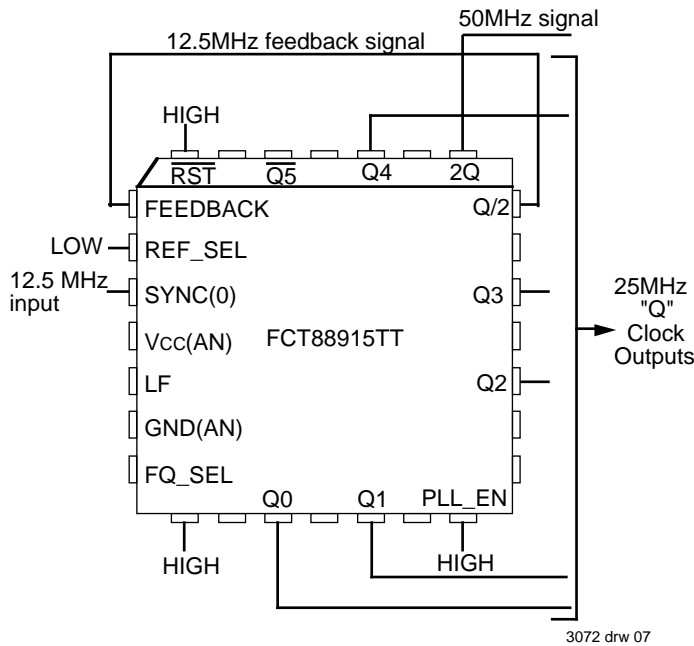 50MHz signal
12.5MHz feedback signal
HIGH
RST Q5 Q4 2Q
FEEDBACK Q/2
LOW REF_SEL
12.5 MHz
input
SYNC(0) Q3
25MHz
"Q"
Clock
Outputs
VCC(AN) FCT88915TT
LF Q2
GND(AN)
FQ_SEL
Q0 Q1 PLL_EN
HIGH HIGH
3072 drw 07